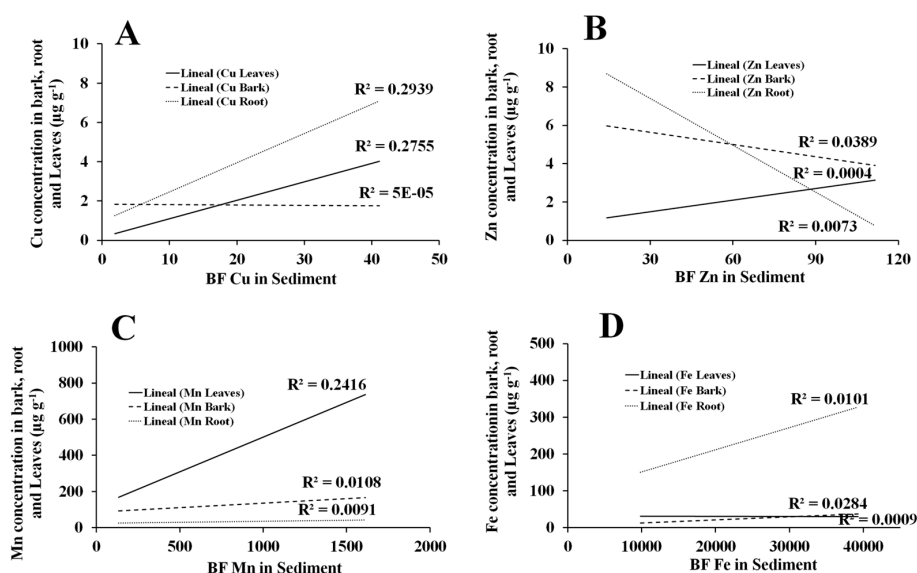 A
Cu concentration in bark, root
and Leaves (µg g⁻¹)
10
8
6
4
2
0
Lineal (Cu Leaves)
Lineal (Cu Bark)
Lineal (Cu Root)
R² = 0.2939
R² = 0.2755
R² = 5E-05
0 10 20 30 40 50
BF Cu in Sediment
B
Zn concentration in bark, root
and Leaves (µg g⁻¹)
10
8
6
4
2
0
Lineal (Zn Leaves)
Lineal (Zn Bark)
Lineal (Zn Root)
R² = 0.0389
R² = 0.0004
R² = 0.0073
0 30 60 90 120
BF Zn in Sediment
C
Mn concentration in bark, root
and Leaves (µg g⁻¹)
1000
800
600
400
200
0
Lineal (Mn Leaves)
Lineal (Mn Bark)
Lineal (Mn Root)
R² = 0.2416
R² = 0.0108
R² = 0.0091
0 500 1000 1500 2000
BF Mn in Sediment
D
Fe concentrationin bark, root
and Leaves (µg g⁻¹)
500
400
300
200
100
0
Lineal (Fe Leaves)
Lineal (Fe Bark)
Lineal (Fe Root)
R² = 0.0101
R² = 0.0284
R² = 0.0009
0 10000 20000 30000 40000
BF Fe in Sediment